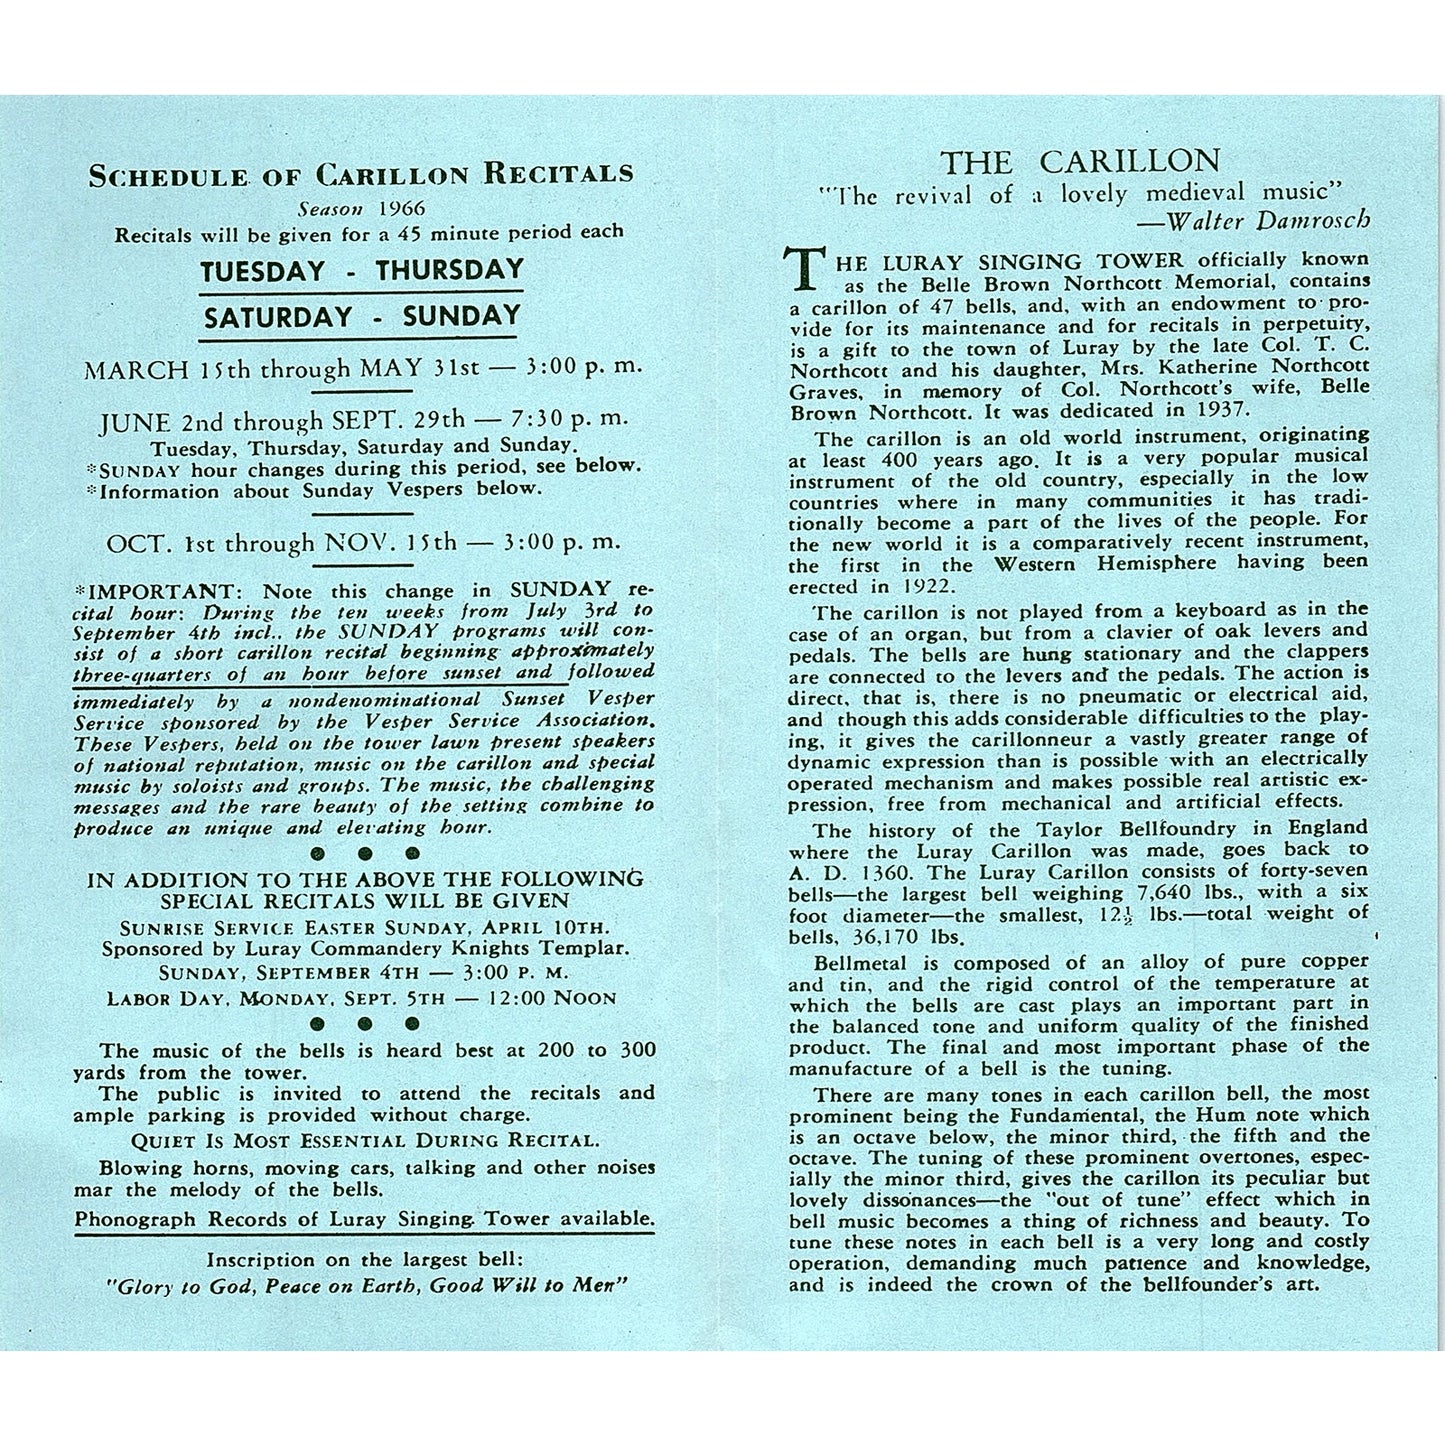 SCHEDULE OF CARILLON RECITALS
Season 1966
Recitals will be given for a 45 minute period each
TUESDAY - THURSDAY
SATURDAY - SUNDAY
MARCH 15th through MAY 31st — 3:00 p. m.
JUNE 2nd through SEPT. 29th — 7:30 p. m.
Tuesday, Thursday, Saturday and Sunday.
*SUNDAY hour changes during this period, see below.
*Information about Sunday Vespers below.
OCT. 1st through NOV. 15th — 3:00 p. m.
*IMPORTANT: Note this change in SUNDAY re-
cital hour: During the ten weeks from July 3rd to
September 4th incl.. the SUNDAY programs will con-
sist of a short carillon recital beginning approximately
three-quarters of an hour before sunset and followed
immediately by a nondenominational Sunset Vesper
Service sponsored by the Vesper Service Association.
These Vespers, held on the tower lawn present speakers
of national reputation, music on the carillon and special
music by soloists and groups. The music, the challenging
messages and the rare beauty of the setting combine to
produce an unique and elevating hour.
IN ADDITION TO THE ABOVE THE FOLLOWING
SPECIAL RECITALS WILL BE GIVEN
SUNRISE SERVICE EASTER SUNDAY, APRIL 10TH.
Sponsored by Luray Commandery Knights Templar.
SUNDAY, SEPTEMBER 4TH — 3:00 P. M.
LABOR DAY, MONDAY, SEPT. 5TH — 12:00 NOON
The music of the bells is heard best at 200 to 300
yards from the tower.
The public is invited to attend the recitals and
ample parking is provided without charge.
QUIET IS MOST ESSENTIAL DURING RECITAL.
Blowing horns, moving cars, talking and other noises
mar the melody of the bells.
Phonograph Records of Luray Singing Tower available.
Inscription on the largest bell:
"Glory to God, Peace on Earth, Good Will to Men"
THE CARILLON
"The revival of a lovely medieval music"
—Walter Damrosch
THE LURAY SINGING TOWER officially known
as the Belle Brown Northcott Memorial, contains
a carillon of 47 bells, and, with an endowment to pro-
vide for its maintenance and for recitals in perpetuity,
is a gift to the town of Luray by the late Col. T. C.
Northcott and his daughter, Mrs. Katherine Northcott
Graves, in memory of Col. Northcott's wife, Belle
Brown Northcott. It was dedicated in 1937.
The carillon is an old world instrument, originating
at least 400 years ago. It is a very popular musical
instrument of the old country, especially in the low
countries where in many communities it has tradi-
tionally become a part of the lives of the people. For
the new world it is a comparatively recent instrument,
the first in the Western Hemisphere having been
erected in 1922.
The carillon is not played from a keyboard as in the
case of an organ, but from a clavier of oak levers and
pedals. The bells are hung stationary and the clappers
are connected to the levers and the pedals. The action is
direct, that is, there is no pneumatic or electrical aid,
and though this adds considerable difficulties to the play-
ing, it gives the carillonneur a vastly greater range of
dynamic expression than is possible with an electrically
operated mechanism and makes possible real artistic ex-
pression, free from mechanical and artificial effects.
The history of the Taylor Bellfoundry in England
where the Luray Carillon was made, goes back to
A. D. 1360. The Luray Carillon consists of forty-seven
bells—the largest bell weighing 7,640 lbs., with a six
foot diameter—the smallest, 12½ lbs.—total weight of
bells, 36,170 lbs.
Bellmetal is composed of an alloy of pure copper
and tin, and the rigid control of the temperature at
which the bells are cast plays an important part in
the balanced tone and uniform quality of the finished
product. The final and most important phase of the
manufacture of a bell is the tuning.
There are many tones in each carillon bell, the most
prominent being the Fundamental, the Hum note which
is an octave below, the minor third, the fifth and the
octave. The tuning of these prominent overtones, espec-
ially the minor third, gives the carillon its peculiar but
lovely dissonances—the "out of tune" effect which in
bell music becomes a thing of richness and beauty. To
tune these notes in each bell is a very long and costly
operation, demanding much patience and knowledge,
and is indeed the crown of the bellfounder's art.